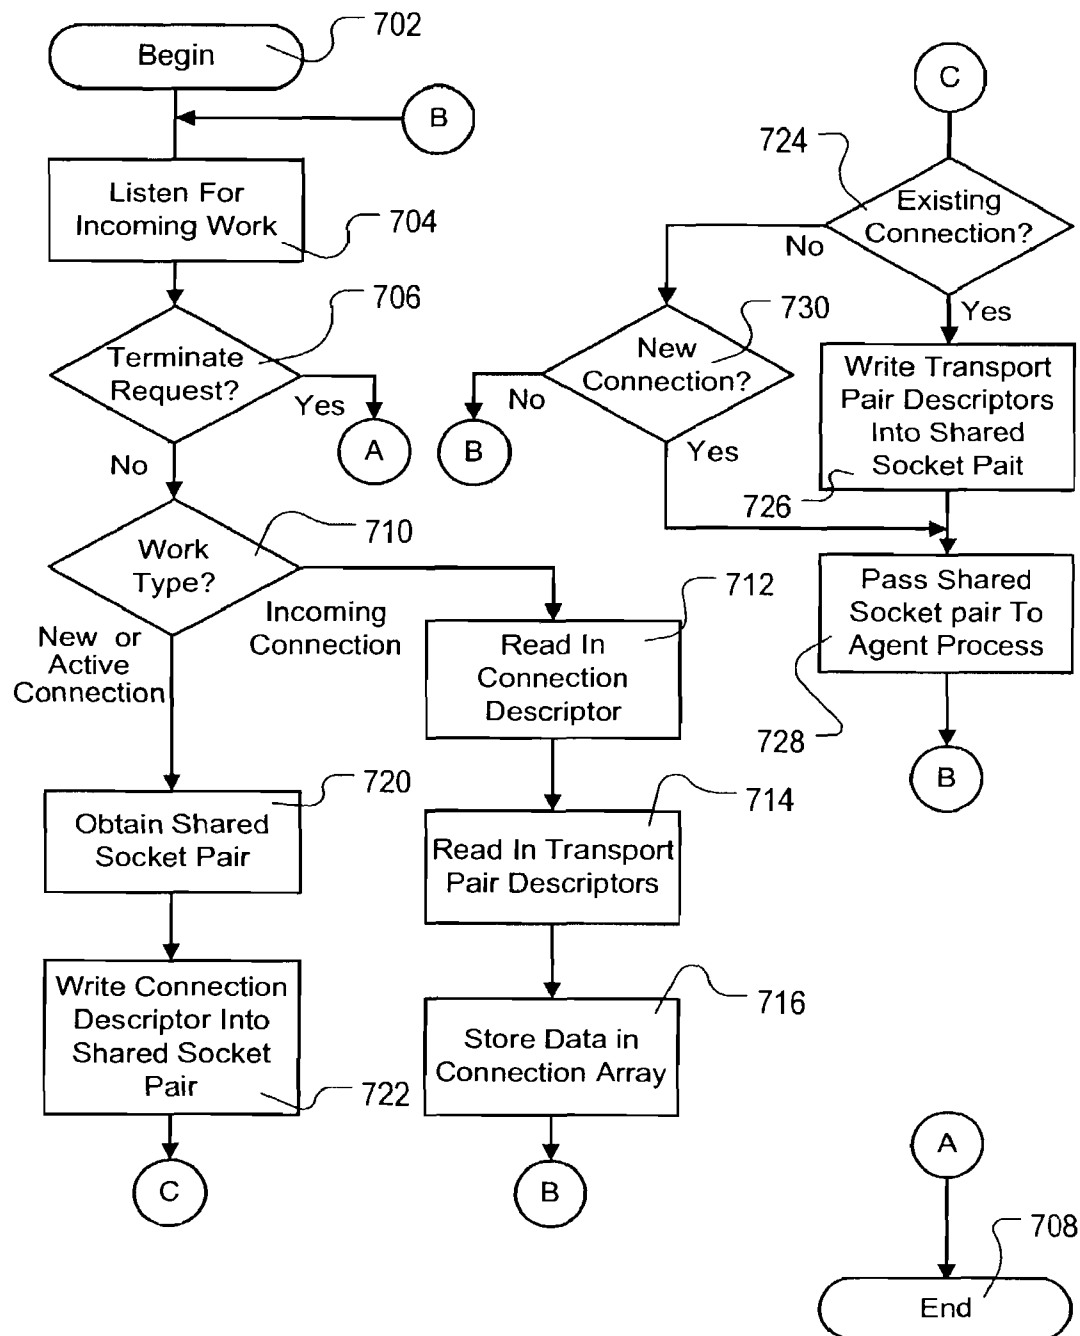 702
Begin
B
Listen For
Incoming Work
704
706
Terminate
Request?
Yes
A
No
710
Work
Type?
New or
Active
Connection
Incoming
Connection
712
Read In
Connection
Descriptor
720
Obtain Shared
Socket Pair
714
Read In Transport
Pair Descriptors
Write Connection
Descriptor Into
Shared Socket
Pair
722
716
Store Data in
Connection Array
C
B
C
724
Existing
Connection?
No
Yes
730
New
Connection?
No
B
Yes
Write Transport
Pair Descriptors
Into Shared
Socket Pait
726
Pass Shared
Socket pair To
Agent Process
728
B
A
708
End